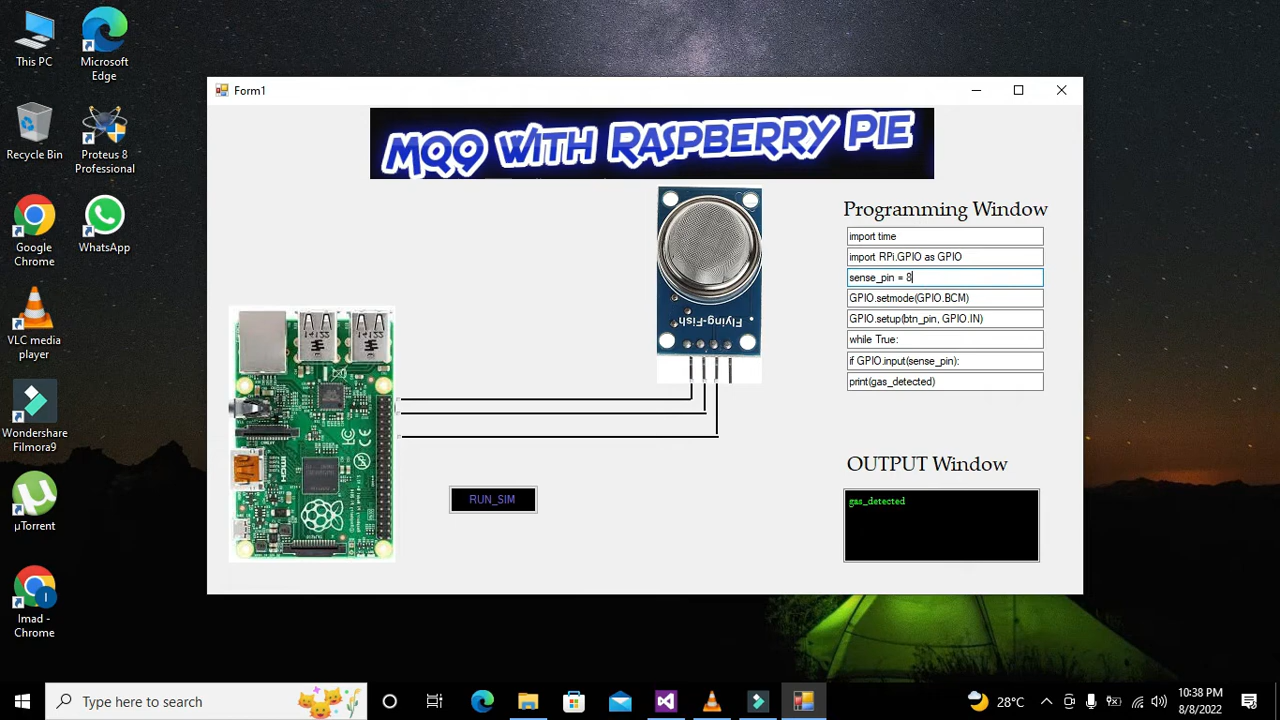 This PC
Microsoft
Edge
Recycle Bin
Proteus 8
Professional
Google
Chrome
WhatsApp
VLC media
player
Wondershare
Filmora9
µTorrent
Imad -
Chrome
Form1
MQ9 with Raspberry Pie
Flying-Fish
Programming Window
import time
import RPi.GPIO as GPIO
sense_pin = 8
GPIO.setmode(GPIO.BCM)
GPIO.setup(btn_pin, GPIO.IN)
while True:
if GPIO.input(sense_pin):
print(gas_detected)
RUN_SIM
OUTPUT Window
gas_detected
Type here to search
28°C
10:38 PM
8/8/2022